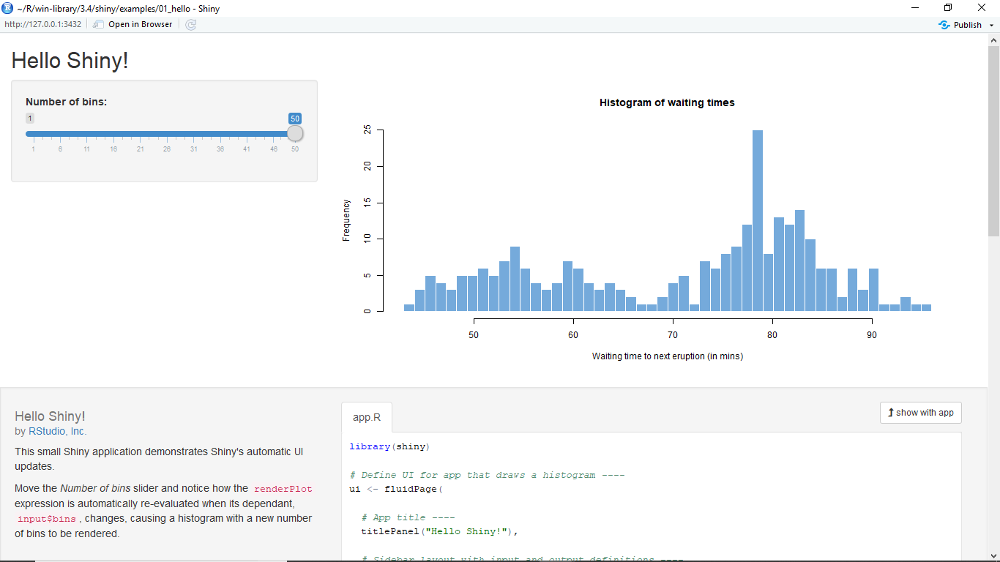 ~/R/win-library/3.4/shiny/examples/01_hello - Shiny
http://127.0.0.1:3432 Open in Browser Publish
Hello Shiny!
Number of bins:
1 50
1 6 11 16 21 26 31 36 41 46 50
Histogram of waiting times
Frequency
25
20
15
10
5
0
50 60 70 80 90
Waiting time to next eruption (in mins)
Hello Shiny!
by RStudio, Inc.
This small Shiny application demonstrates Shiny's automatic UI
updates.
Move the Number of bins slider and notice how the renderPlot
expression is automatically re-evaluated when its dependant,
input$bins , changes, causing a histogram with a new number
of bins to be rendered.
app.R
show with app
library(shiny)
# Define UI for app that draws a histogram ----
ui <- fluidPage(
# App title ----
titlePanel("Hello Shiny!"),
# Sidebar layout with input and output definitions ----